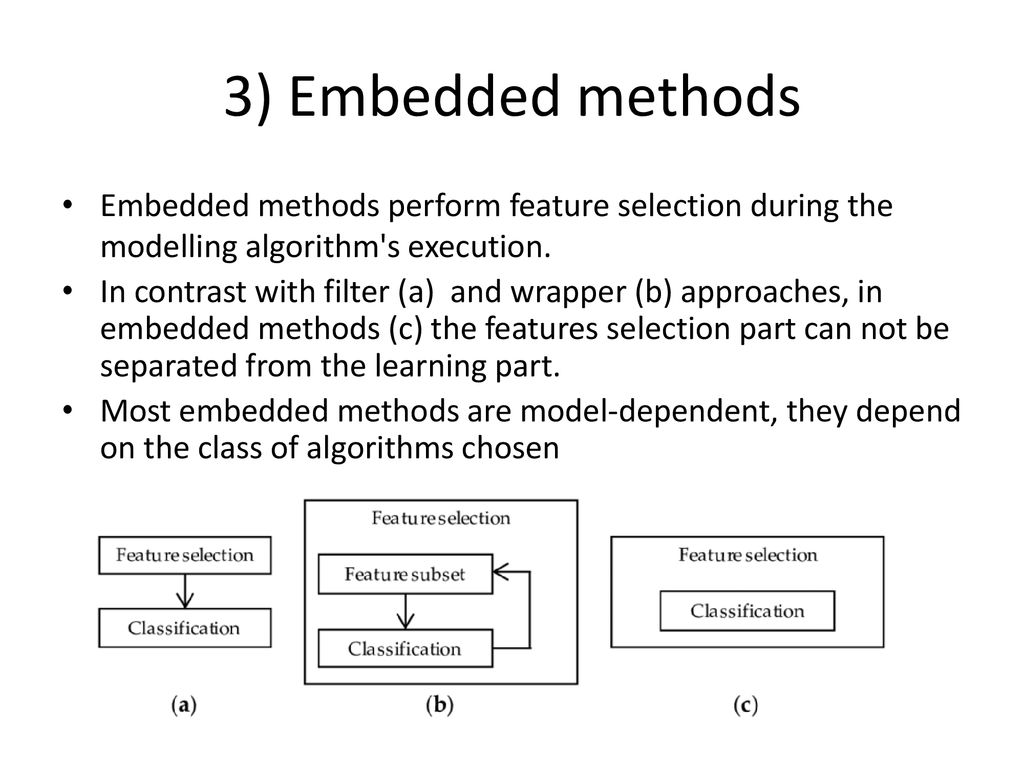 3) Embedded methods
• Embedded methods perform feature selection during the
modelling algorithm's execution.
• In contrast with filter (a)  and wrapper (b) approaches, in
embedded methods (c) the features selection part can not be
separated from the learning part.
• Most embedded methods are model-dependent, they depend
on the class of algorithms chosen
Feature selection
Classification
(a)
Feature selection
Feature subset
Classification
(b)
Feature selection
Classification
(c)